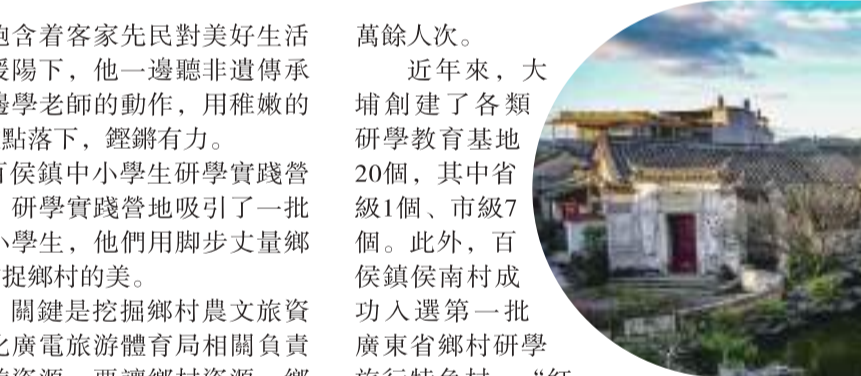 含着客家先民對美好生活
陽下，他一邊聽非遺傳承
學老師的動作，用稚嫩的
點落下，鏗鏘有力。
侯鎮中小學生研學實踐營
研學實踐營地吸引了一批
小學生，他們用脚步丈量鄉
捉鄉村的美。
關鍵是挖掘鄉村農文旅資
廣電旅游體育局相關負責
萬餘人次。
近年來，大
埔創建了各類
研學教育基地
20個，其中省
級1個、市級7
個。此外，百
侯鎮侯南村成
功入選第一批
廣東省鄉村研學